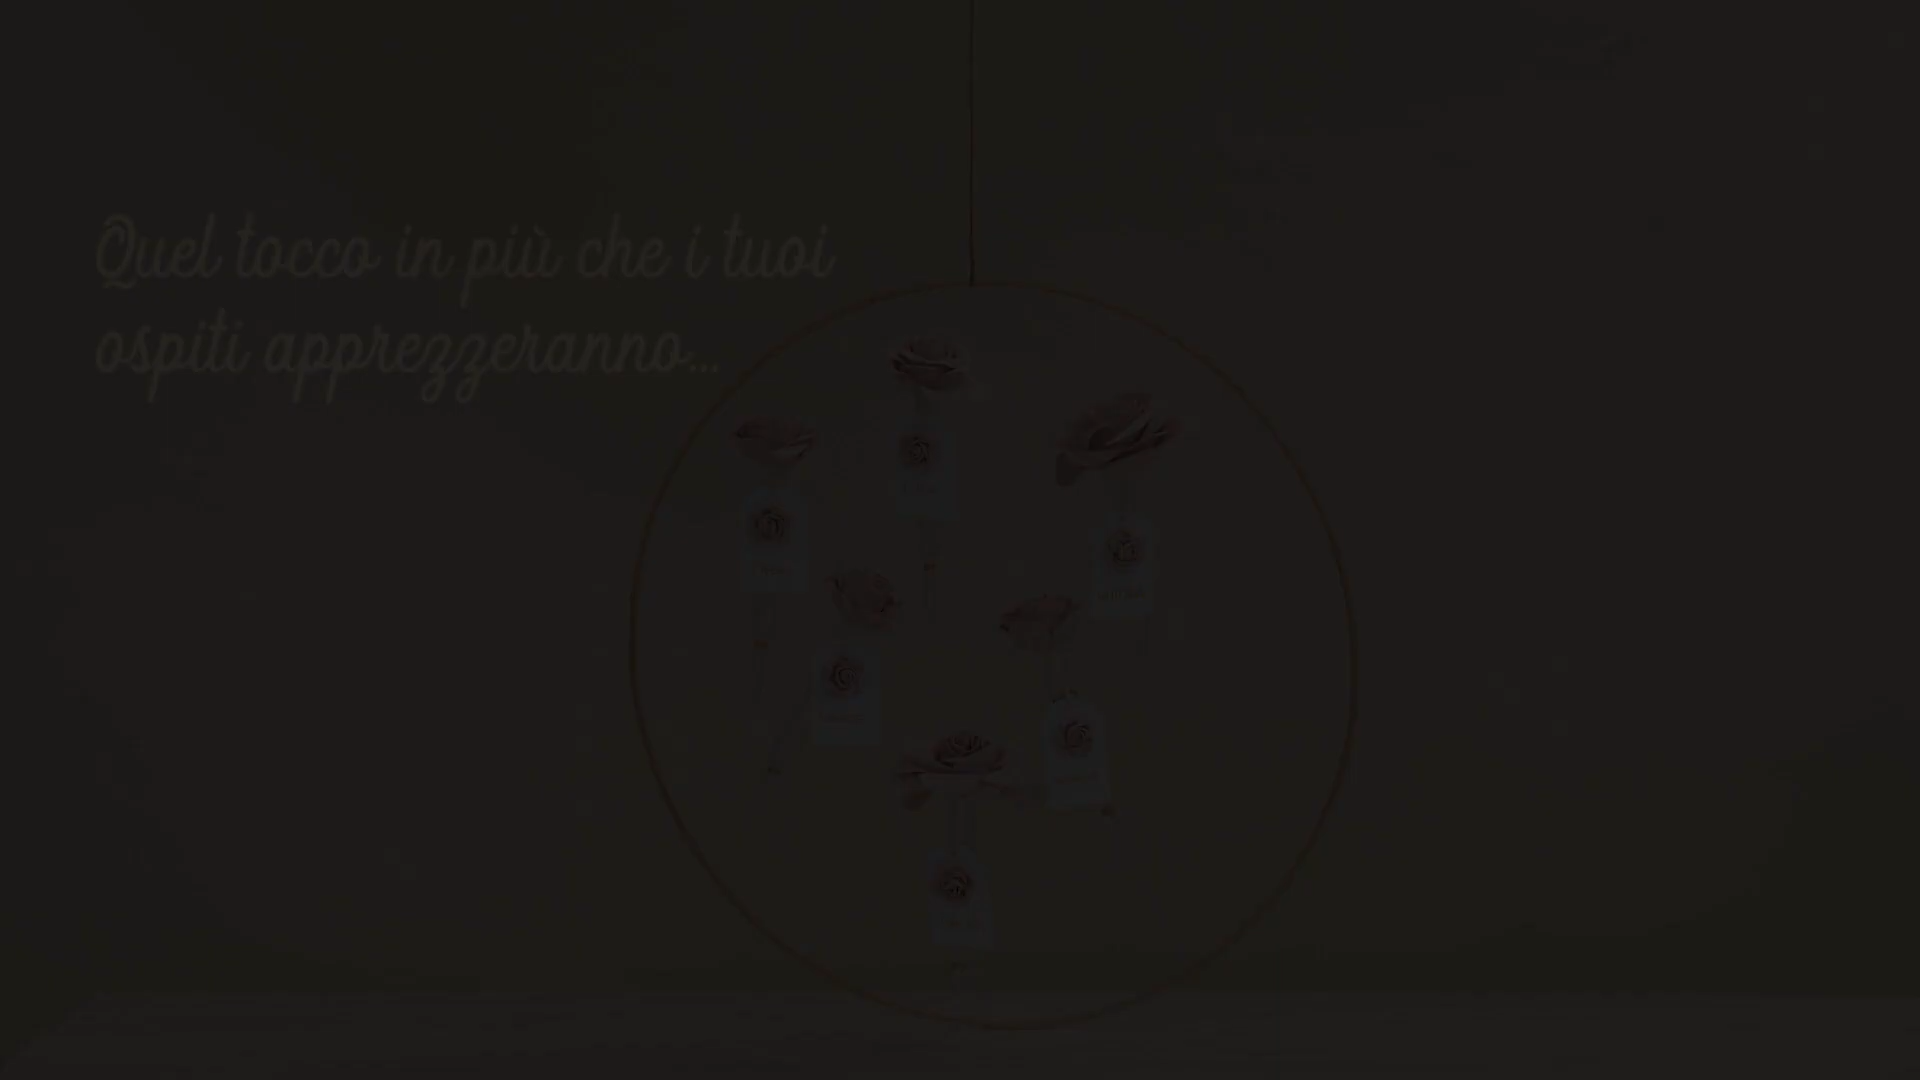 Quel tocco in più che i tuoi
ospiti apprezzeranno...